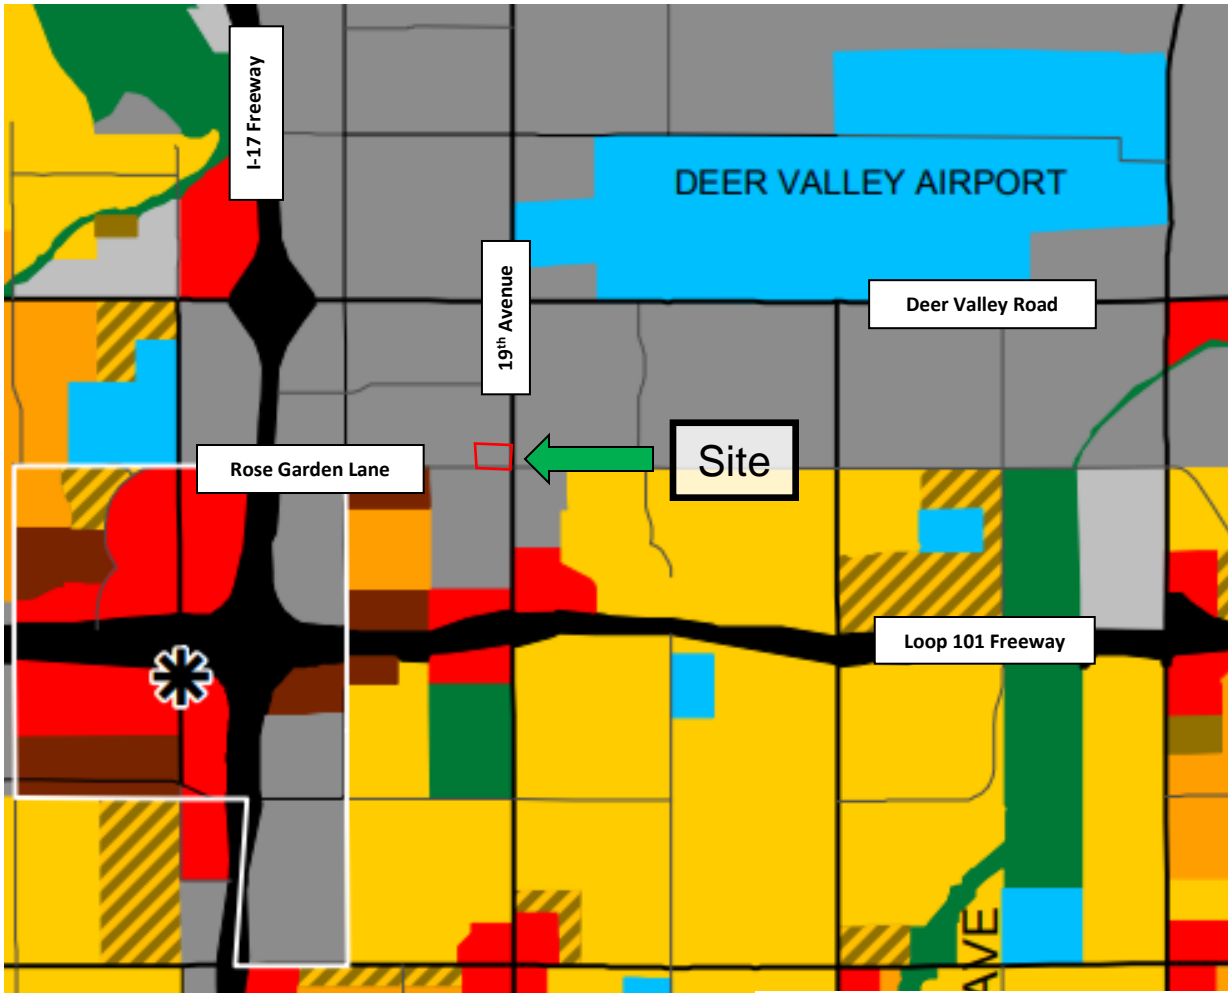 I-17 Freeway
DEER VALLEY AIRPORT
19th Avenue
Deer Valley Road
Rose Garden Lane
Site
Loop 101 Freeway
AVE